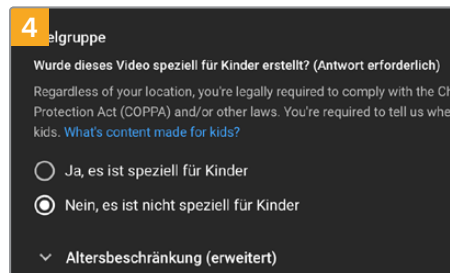 4
elgruppe
Wurde dieses Video speziell für Kinder erstellt? (Antwort erforderlich)
Regardless of your location, you're legally required to comply with the Ch
Protection Act (COPPA) and/or other laws. You're required to tell us whe
kids. What's content made for kids?
Ja, es ist speziell für Kinder
Nein, es ist nicht speziell für Kinder
Altersbeschränkung (erweitert)